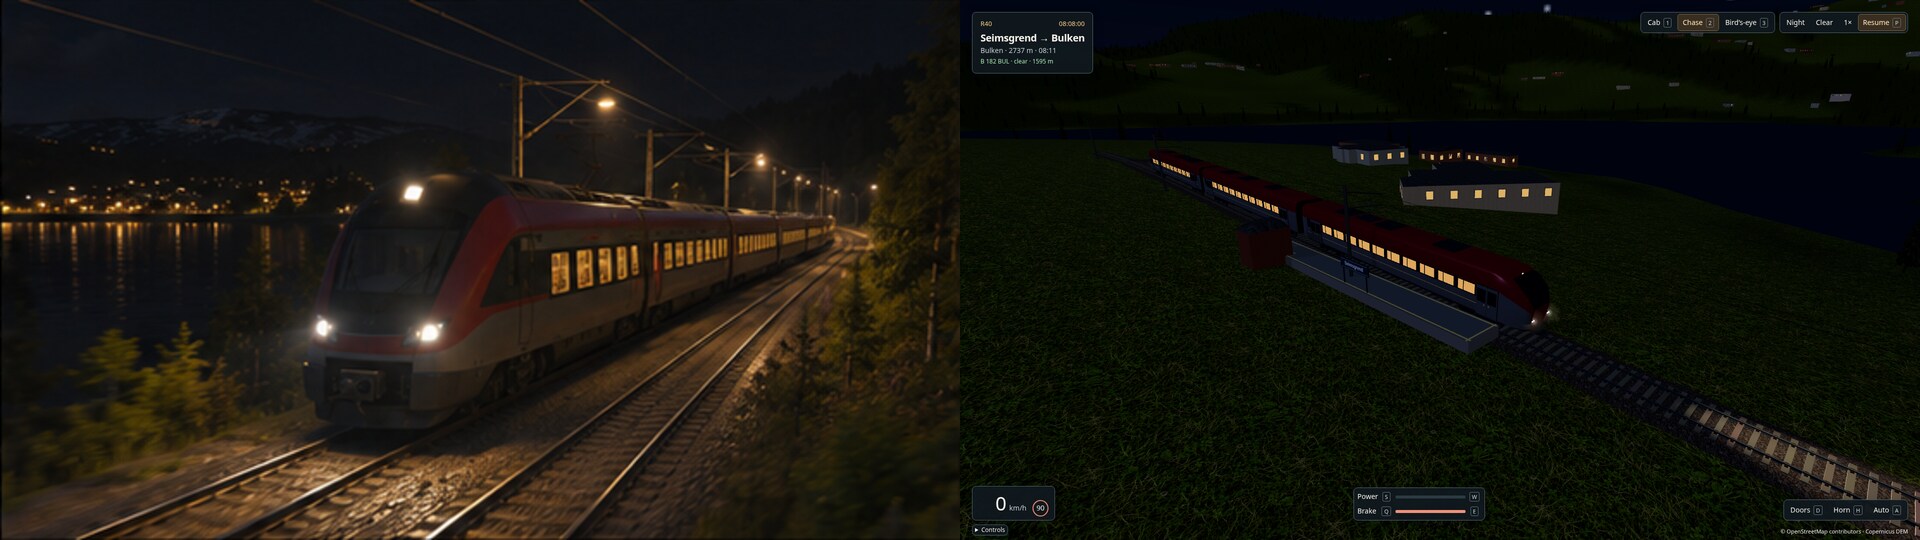 R40 08:08:00
Seimsgrend → Bulken
Bulken · 2737 m · 08:11
B 182 BUL · clear · 1595 m
Cab 1 Chase 2 Bird's-eye 3
Night Clear 1× Resume P
Seimsgrend
0 km/h 90
Controls
Power S W
Brake Q E
Doors D Horn H Auto A
© OpenStreetMap contributors · Copernicus DEM